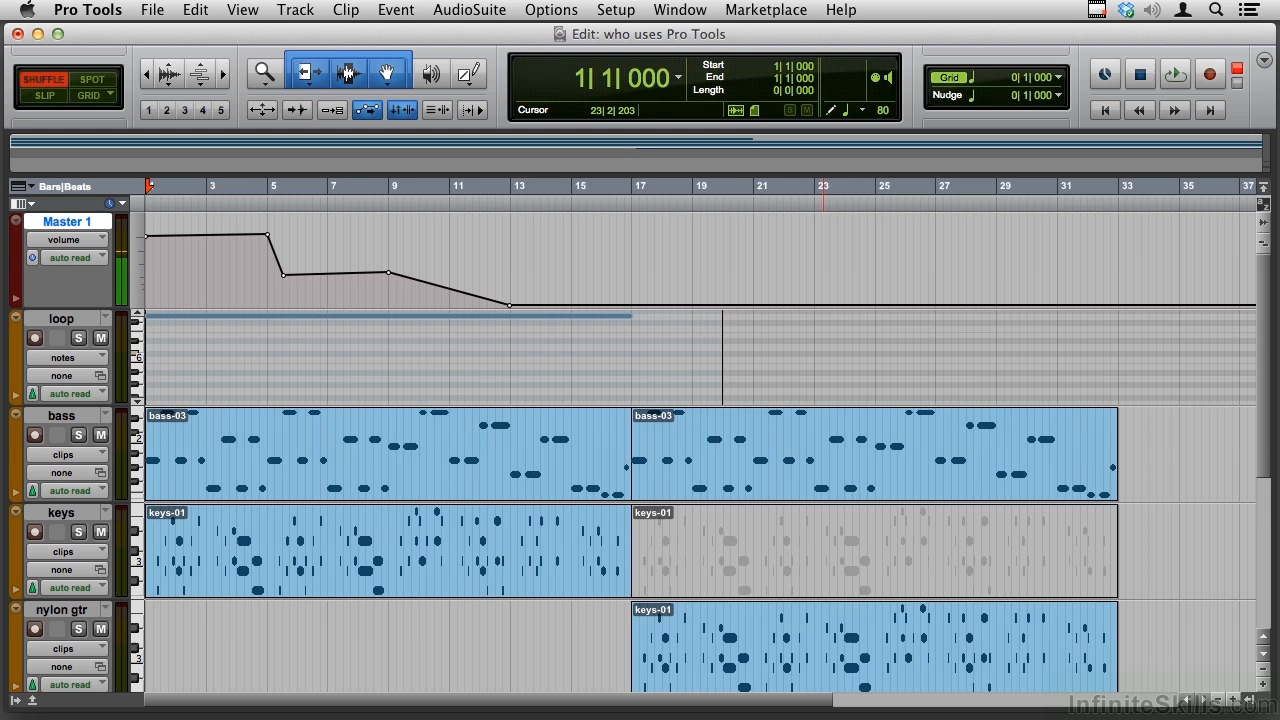 Pro Tools File Edit View Track Clip Event AudioSuite Options Setup Window Marketplace Help
Edit: who uses Pro Tools
SHUFFLE SPOT
SLIP GRID
1 2 3 4 5
1| 1| 000
Start 1| 1| 000
End 1| 1| 000
Length 0| 0| 000
Cursor 23| 2| 203
S M
80
Grid 0| 1| 000
Nudge 0| 1| 000
Bars|Beats
3 5 7 9 11 13 15 17 19 21 23 25 27 29 31 33 35 37
a
z
Master 1
volume
auto read
loop
S M
notes
6
none
auto read
bass
bass-03 bass-03
S M
2
clips
none
auto read
keys
keys-01 keys-01
S M
clips
3
none
auto read
nylon gtr
keys-01
S M
clips
3
none
auto read
InfiniteSkills.com